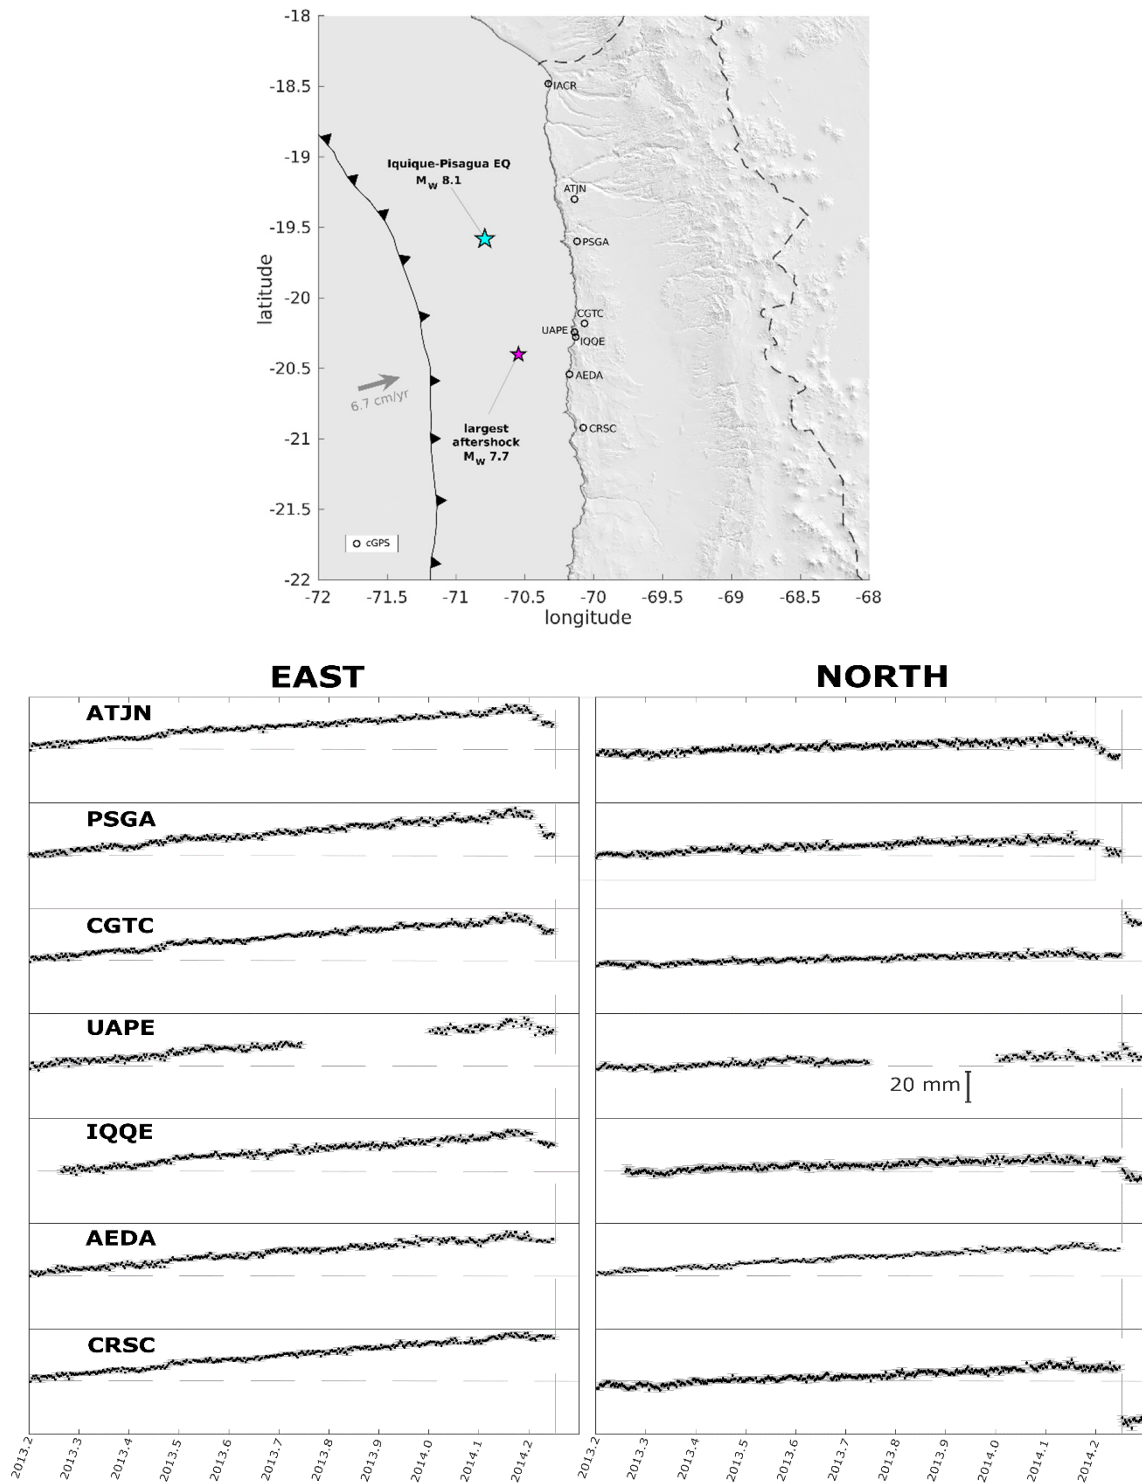 -18
-18.5
-19
-19.5
-20
-20.5
-21
-21.5
-22
latitude
IACR
Iquique-Pisagua EQ
MW 8.1
ATJN
PSGA
CGTC
UAPE
IQQE
AEDA
6.7 cm/yr
CRSC
largest
aftershock
MW 7.7
cGPS
-72 -71.5 -71 -70.5 -70 -69.5 -69 -68.5 -68
longitude
EAST NORTH
ATJN
PSGA
CGTC
UAPE
20 mm
IQQE
AEDA
CRSC
2013.2 2013.3 2013.4 2013.5 2013.6 2013.7 2013.8 2013.9 2014.0 2014.1 2014.2
2013.2 2013.3 2013.4 2013.5 2013.6 2013.7 2013.8 2013.9 2014.0 2014.1 2014.2